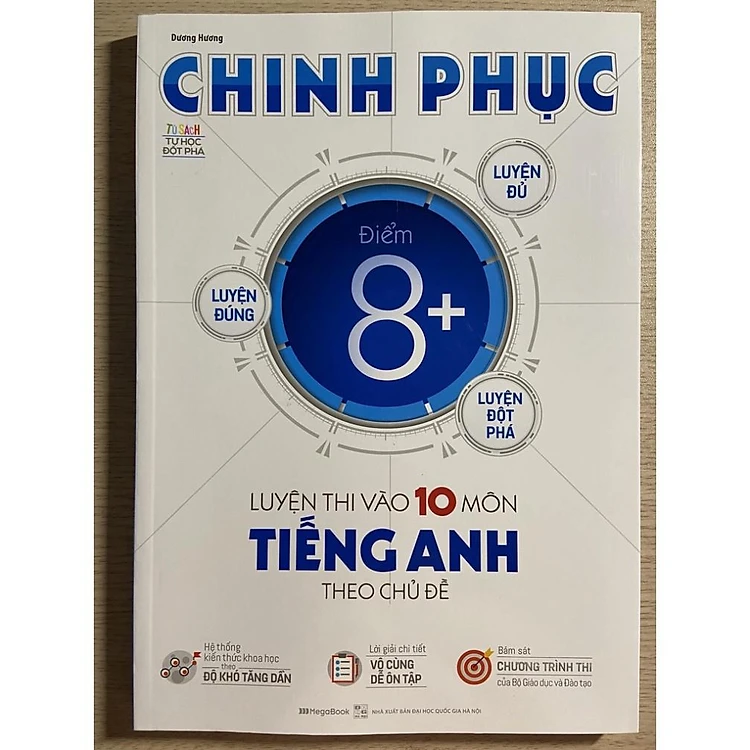 Dương Hương
CHINH PHỤC
TỦ SÁCH
TỰ HỌC
ĐỘT PHÁ
LUYỆN
ĐỦ
Điểm
8+
LUYỆN
ĐÚNG
LUYỆN
ĐỘT
PHÁ
LUYỆN THI VÀO 10 MÔN
TIẾNG ANH
THEO CHỦ ĐỀ
Hệ thống
kiến thức khoa học
theo
ĐỘ KHÓ TĂNG DẦN
Lời giải chi tiết
VÔ CÙNG
DỄ ÔN TẬP
Bám sát
CHƯƠNG TRÌNH THI
của Bộ Giáo dục và Đào tạo
MegaBook
NHÀ XUẤT BẢN ĐẠI HỌC QUỐC GIA HÀ NỘI